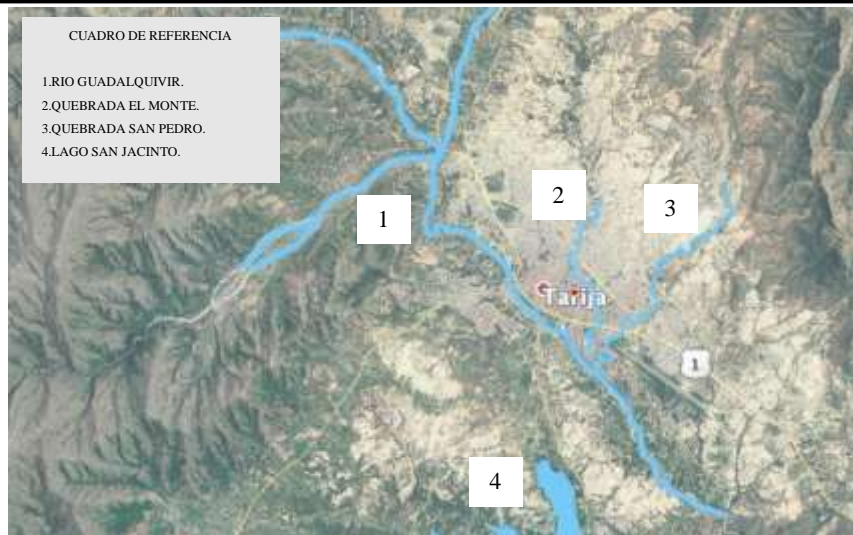 CUADRO DE REFERENCIA
1.RIO GUADALQUIVIR.
2.QUEBRADA EL MONTE.
3.QUEBRADA SAN PEDRO.
4.LAGO SAN JACINTO.
2
3
1
Tarija
1
4